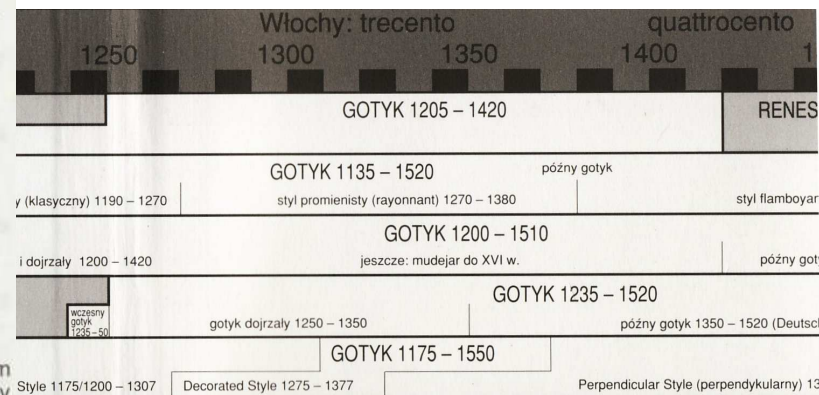 Włochy: trecento quattrocento
1250 1300 1350 1400 1
GOTYK 1205 – 1420 RENES
GOTYK 1135 – 1520 późny gotyk
y (klasyczny) 1190 – 1270 styl promienisty (rayonnant) 1270 – 1380 styl flamboyar
GOTYK 1200 – 1510
i dojrzały 1200 – 1420 jeszcze: mudejar do XVI w. późny got
GOTYK 1235 – 1520
wczesny
gotyk
1235–50
gotyk dojrzały 1250 – 1350 późny gotyk 1350 – 1520 (Deutsch
GOTYK 1175 – 1550
n
y
Style 1175/1200 – 1307 Decorated Style 1275 – 1377 Perpendicular Style (perpendykularny) 13